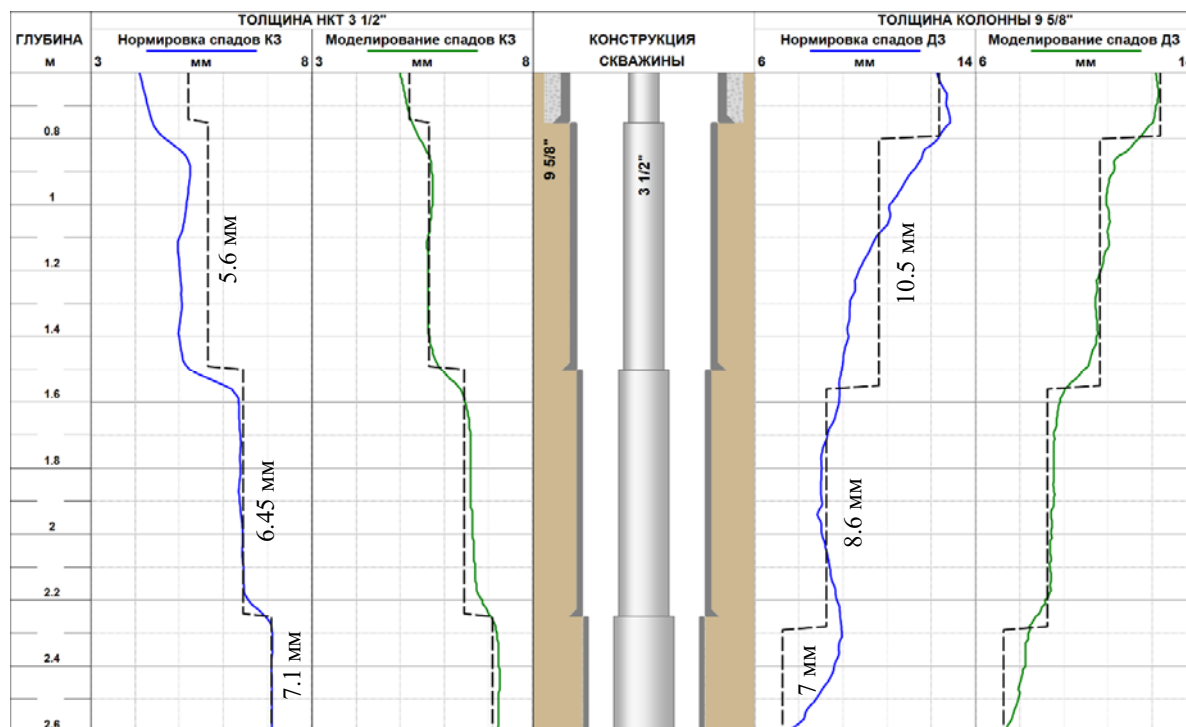 ТОЛЩИНА НКТ 3 1/2" ТОЛЩИНА КОЛОННЫ 9 5/8"
ГЛУБИНА Нормировка спадов КЗ Моделирование спадов КЗ КОНСТРУКЦИЯ Нормировка спадов ДЗ Моделирование спадов ДЗ
М 3 мм 8 3 мм 8 СКВАЖИНЫ 6 мм 14 6 мм 1
0.8
9 5/8"
3 1/2"
1
5.6 мм
10.5 мм
1.2
1.4
1.6
1.8
6.45 мм
8.6 мм
2
2.2
2.4
7.1 мм
7 мм
2.6